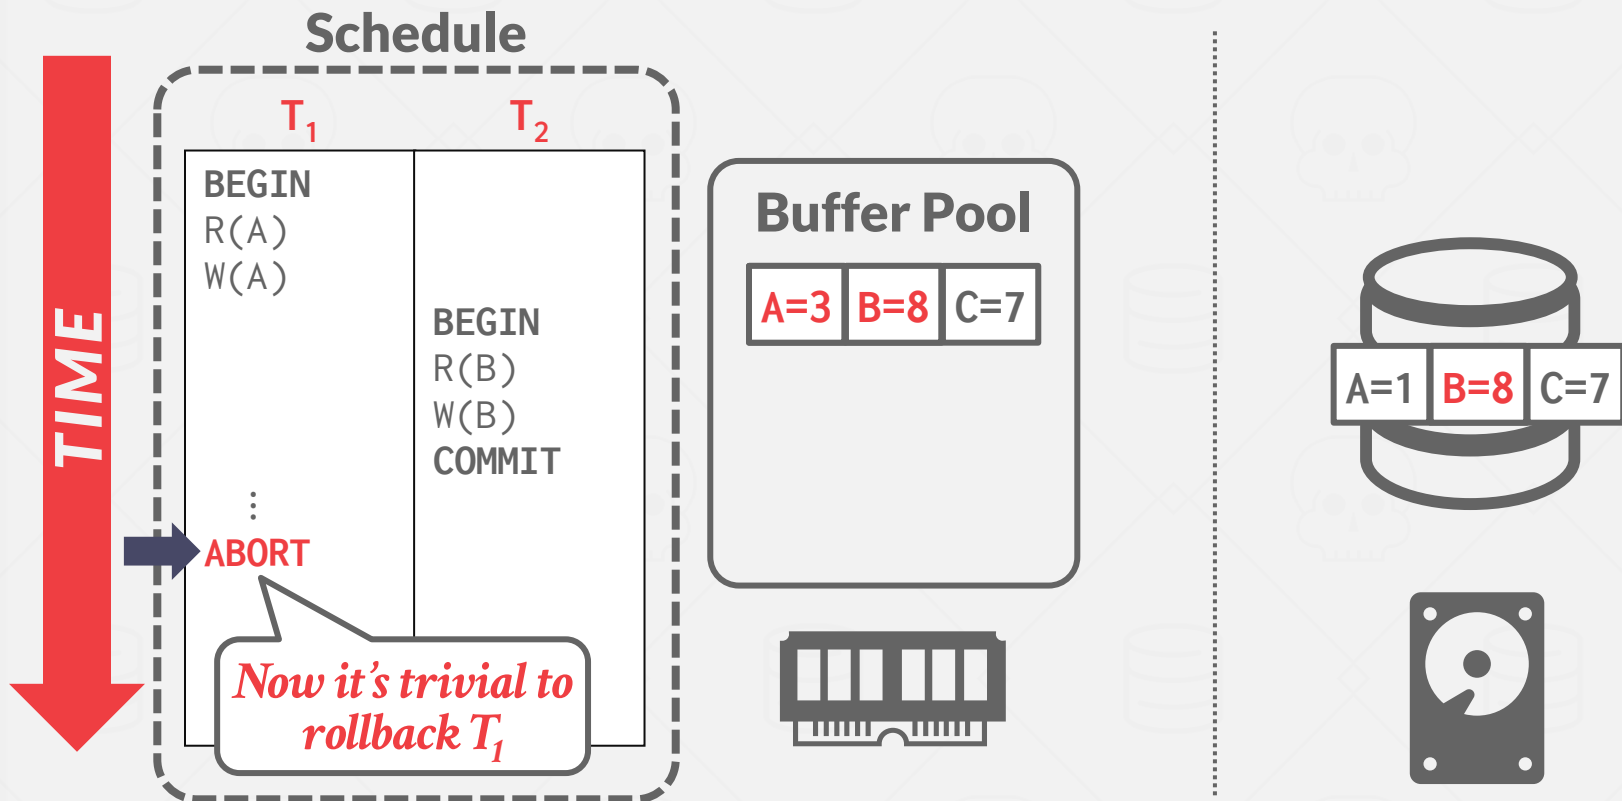 Schedule
TIME
T1
T2
BEGIN
R(A)
W(A)
BEGIN
R(B)
W(B)
COMMIT
⋮
ABORT
Now it's trivial to
rollback T1
Buffer Pool
A=3 B=8 C=7
A=1 B=8 C=7